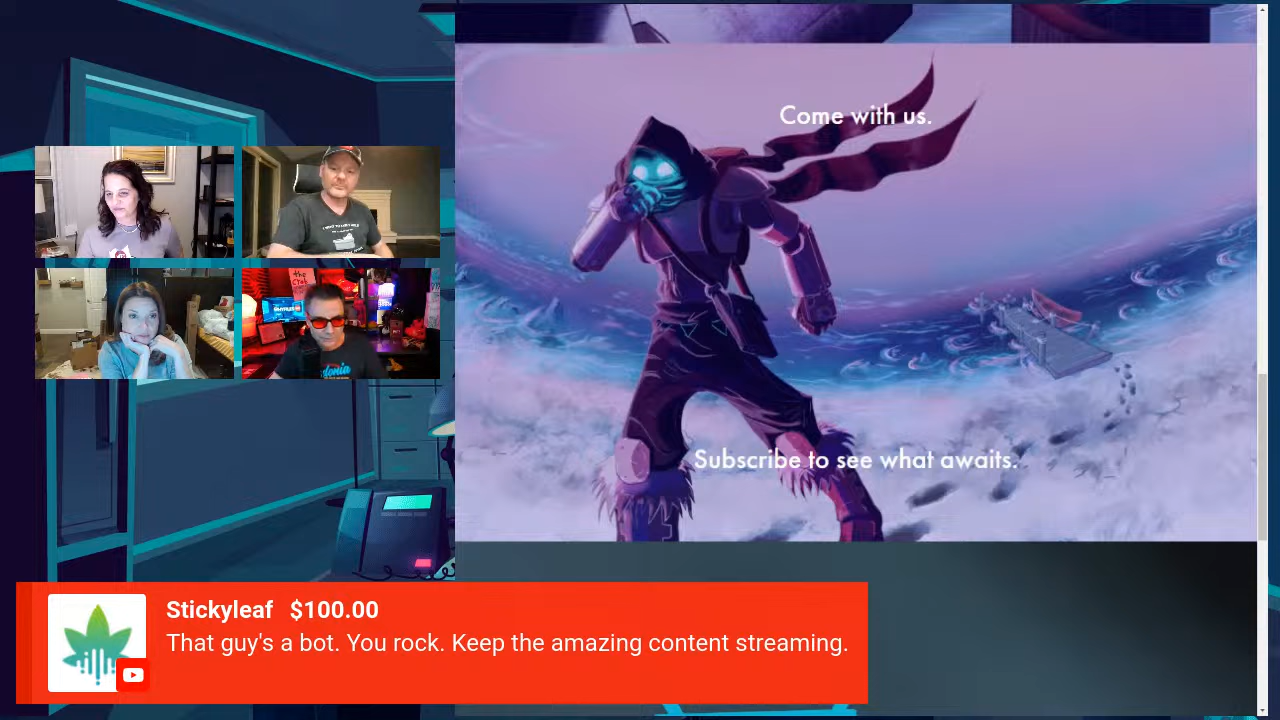 Come with us.
Subscribe to see what awaits.
Stickyleaf $100.00
That guy's a bot. You rock. Keep the amazing content streaming.